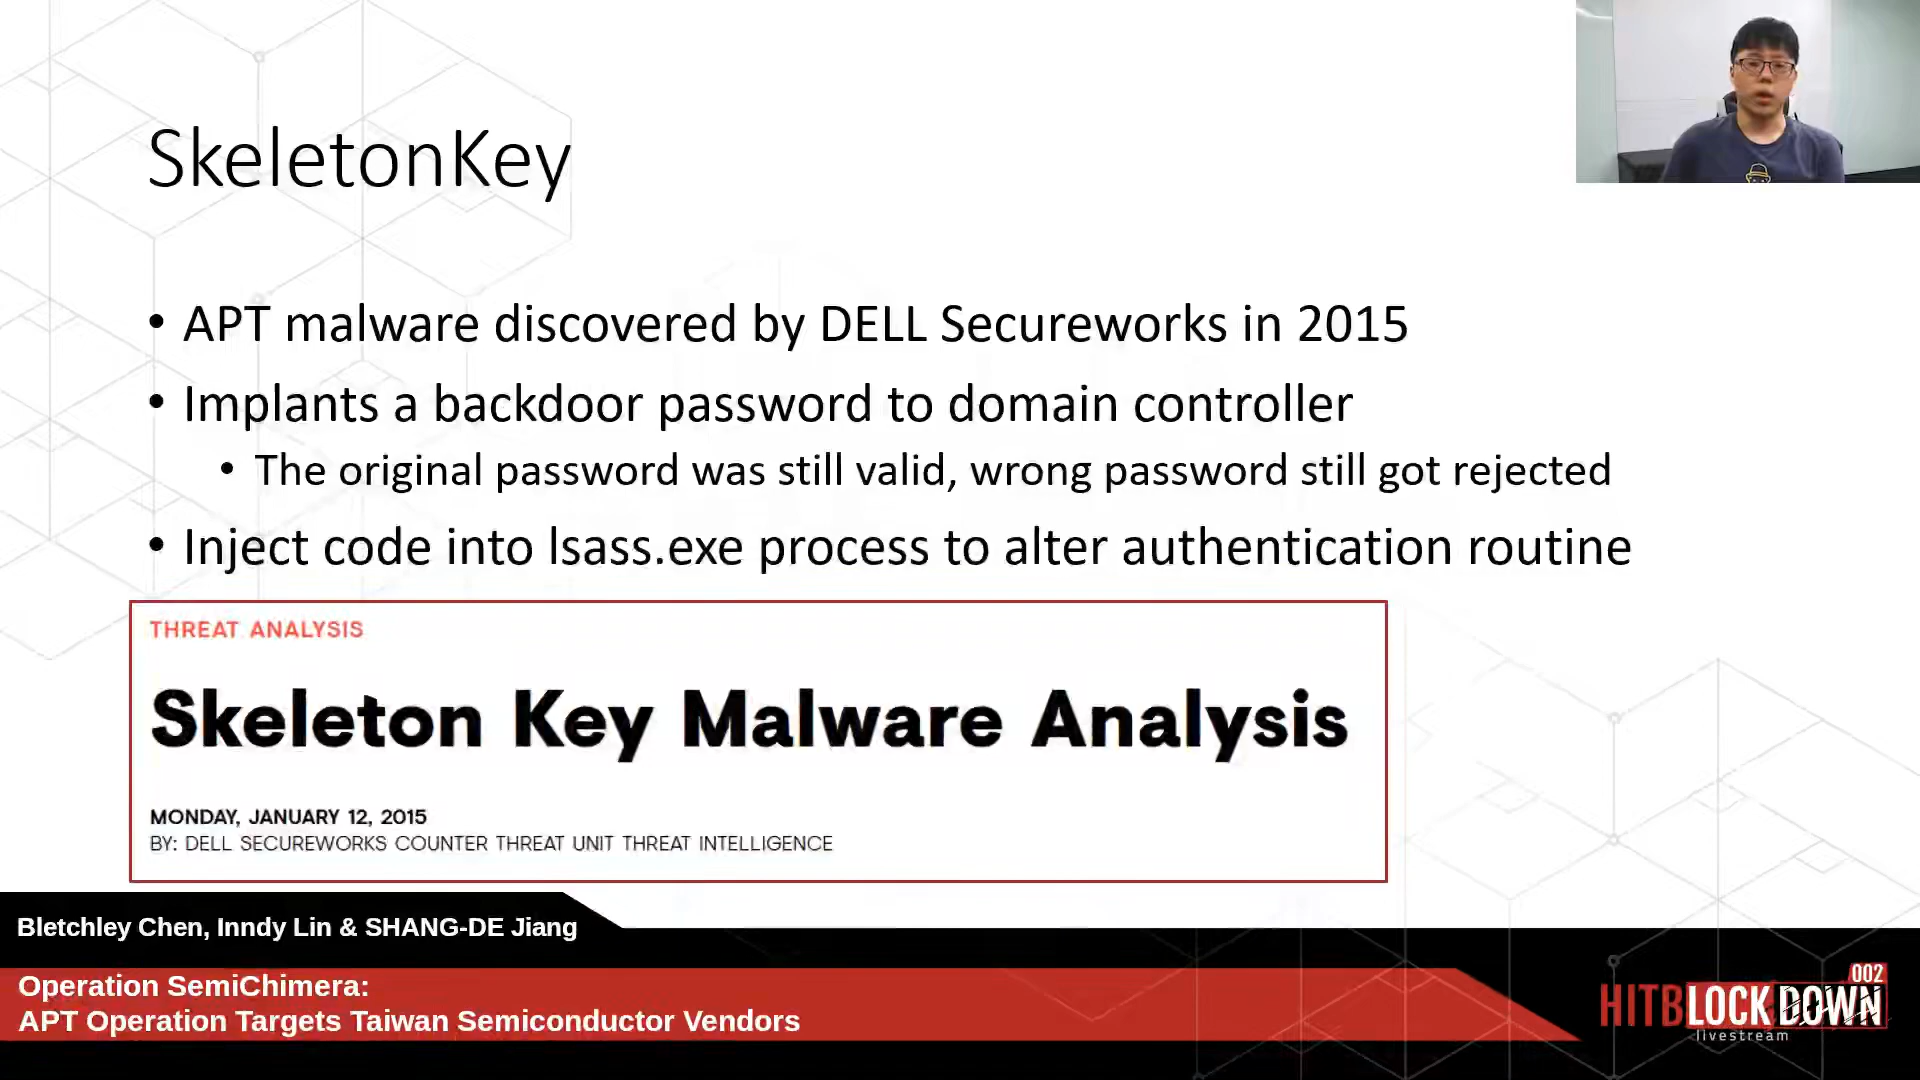 SkeletonKey
• APT malware discovered by DELL Secureworks in 2015
• Implants a backdoor password to domain controller
• The original password was still valid, wrong password still got rejected
• Inject code into lsass.exe process to alter authentication routine
THREAT ANALYSIS
Skeleton Key Malware Analysis
MONDAY, JANUARY 12, 2015
BY: DELL SECUREWORKS COUNTER THREAT UNIT THREAT INTELLIGENCE
Bletchley Chen, Inndy Lin & SHANG-DE Jiang
Operation SemiChimera:
APT Operation Targets Taiwan Semiconductor Vendors
002
HITBLOCKDOWN
livestream